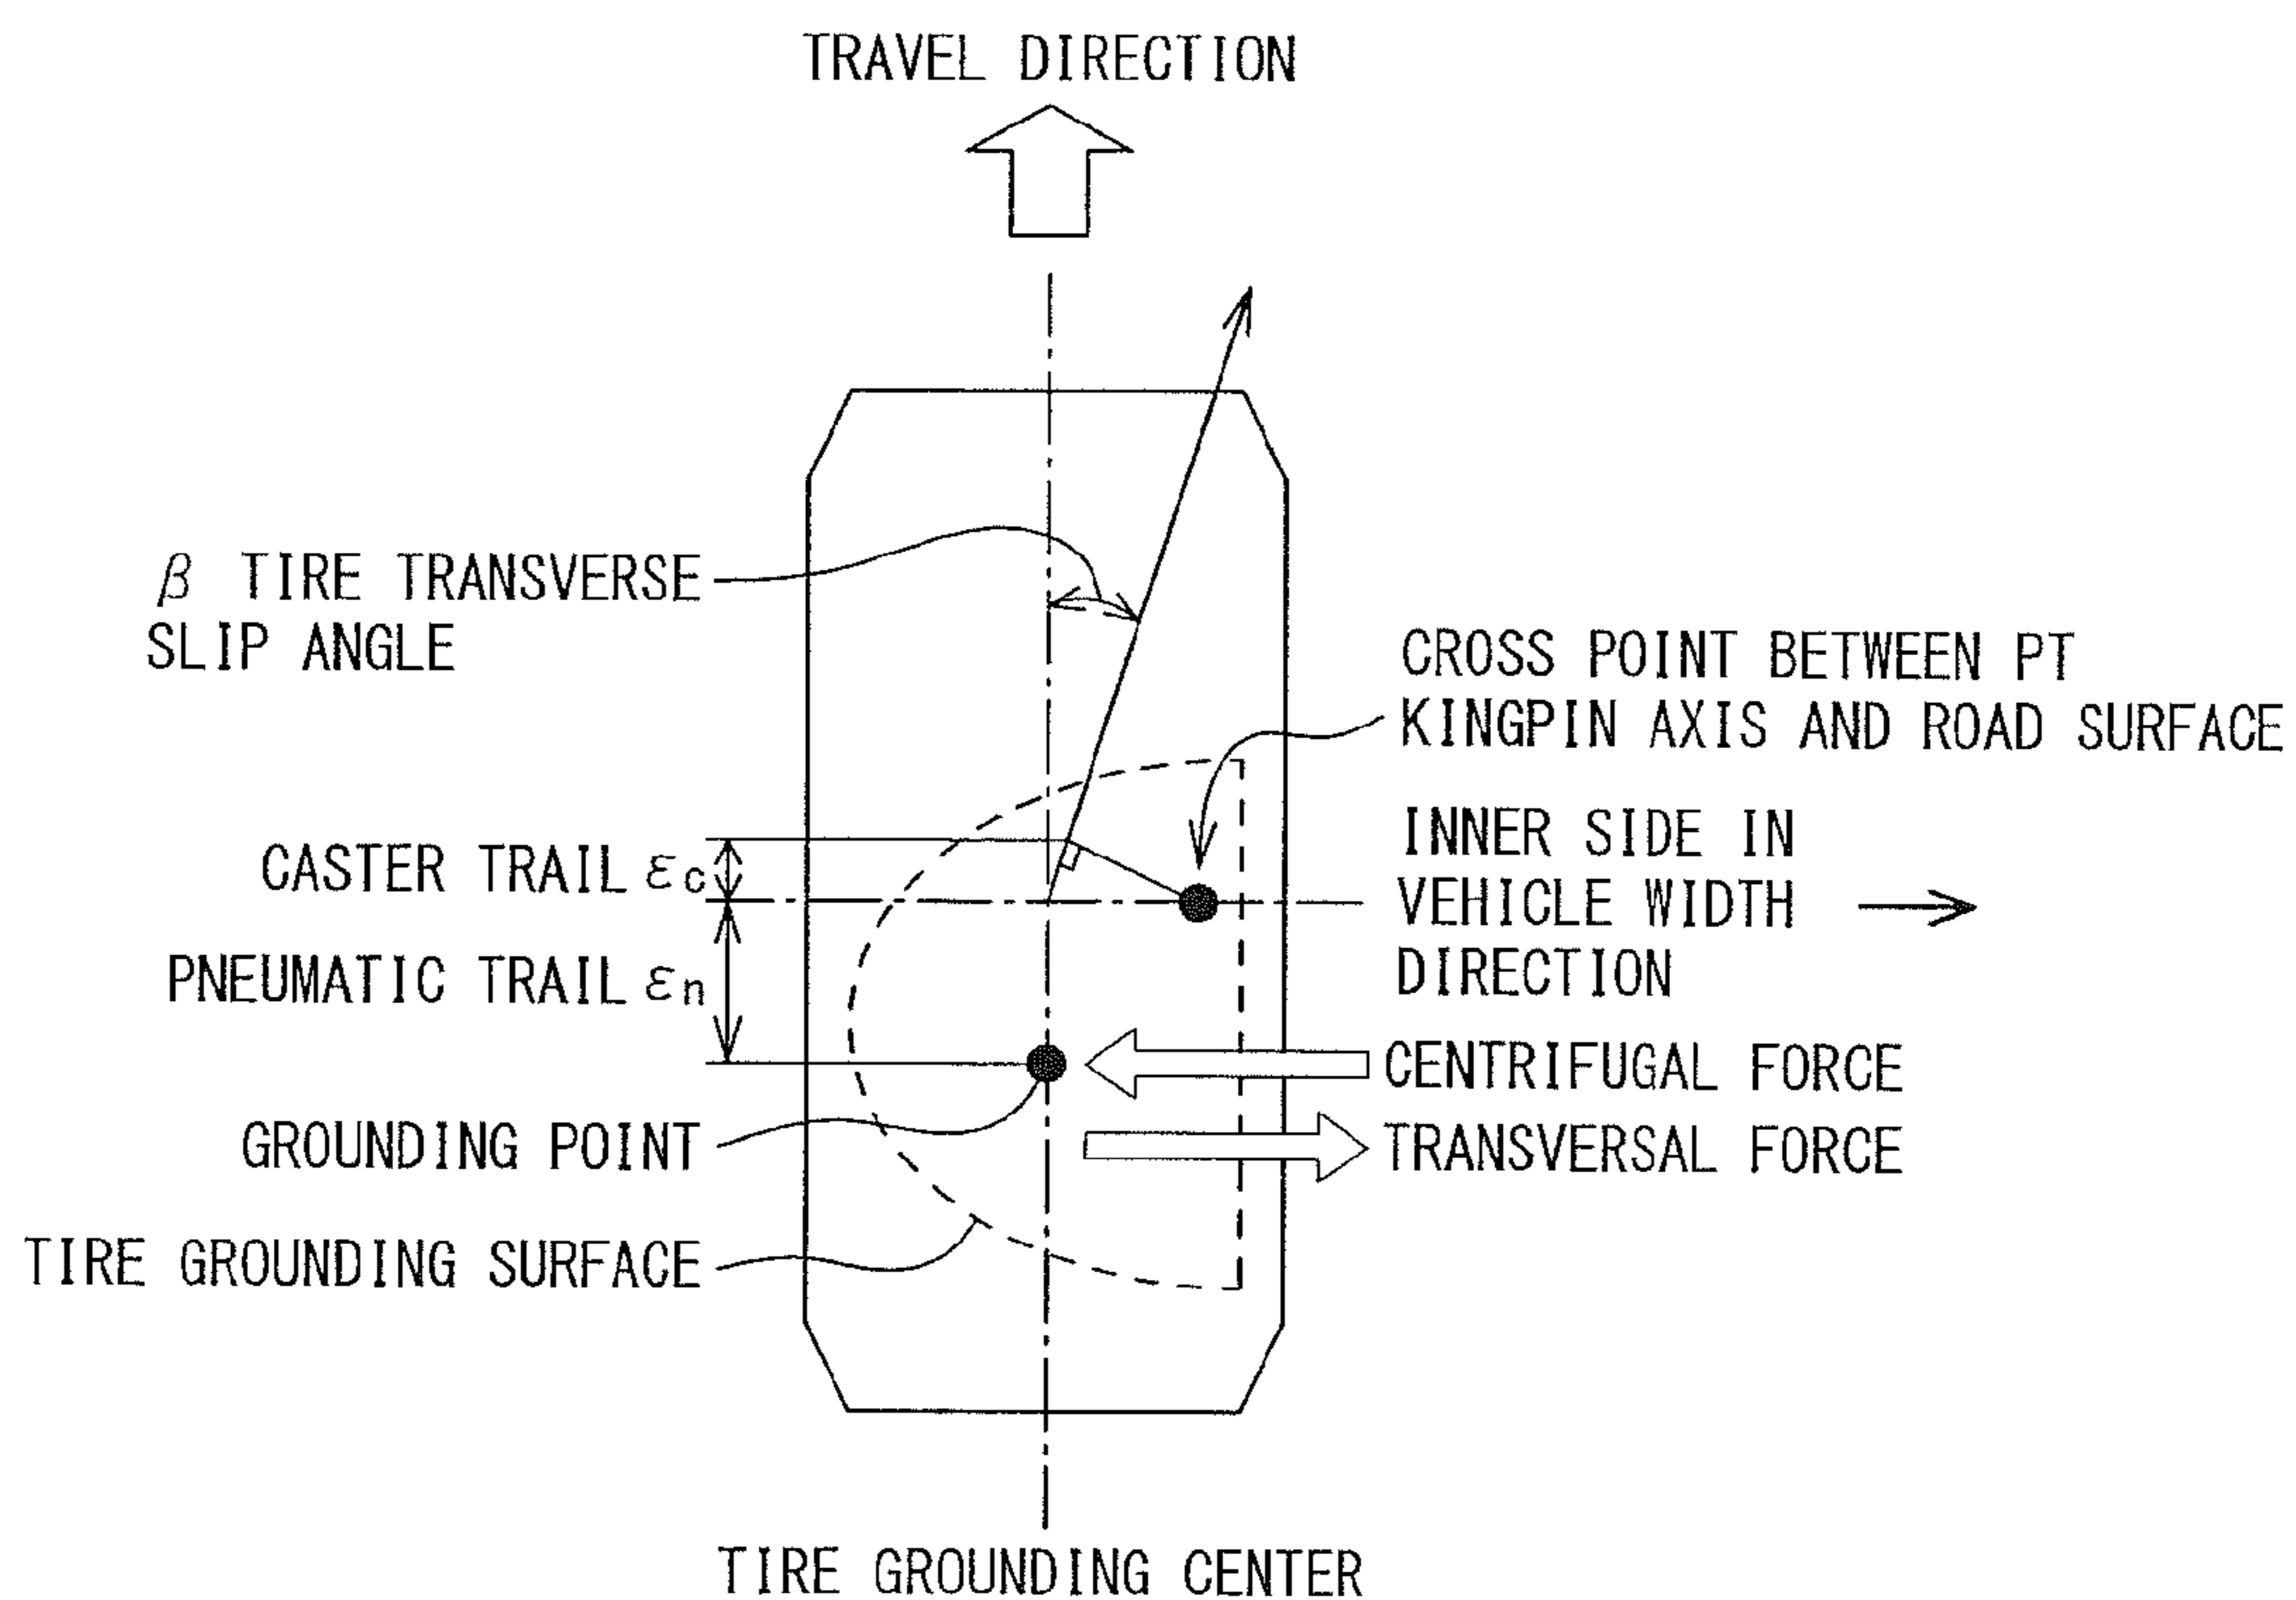 TRAVEL DIRECTION
β TIRE TRANSVERSE
SLIP ANGLE
CROSS POINT BETWEEN PT
KINGPIN AXIS AND ROAD SURFACE
CASTER TRAIL εc
INNER SIDE IN
VEHICLE WIDTH
DIRECTION
PNEUMATIC TRAIL εn
CENTRIFUGAL FORCE
GROUNDING POINT
TRANSVERSAL FORCE
TIRE GROUNDING SURFACE
TIRE GROUNDING CENTER